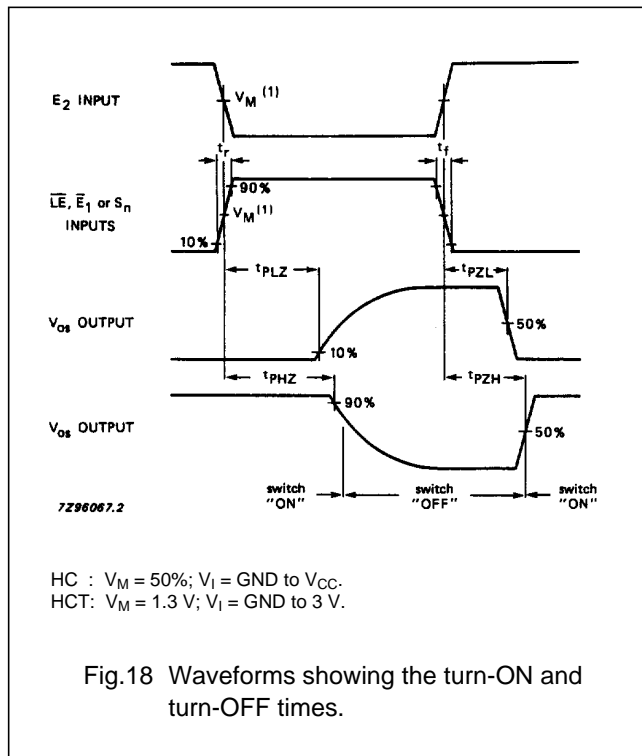 E2 INPUT
VM (1)
tr
tf
LE, E1 or Sn
INPUTS
90%
VM(1)
10%
tPLZ
tPZL
Vos OUTPUT
50%
10%
tPHZ
tPZH
90%
Vos OUTPUT
50%
switch
"ON"
switch
"OFF"
switch
"ON"
7Z96067.2
HC : VM = 50%; VI = GND to VCC.
HCT: VM = 1.3 V; VI = GND to 3 V.
Fig.18 Waveforms showing the turn-ON and
turn-OFF times.